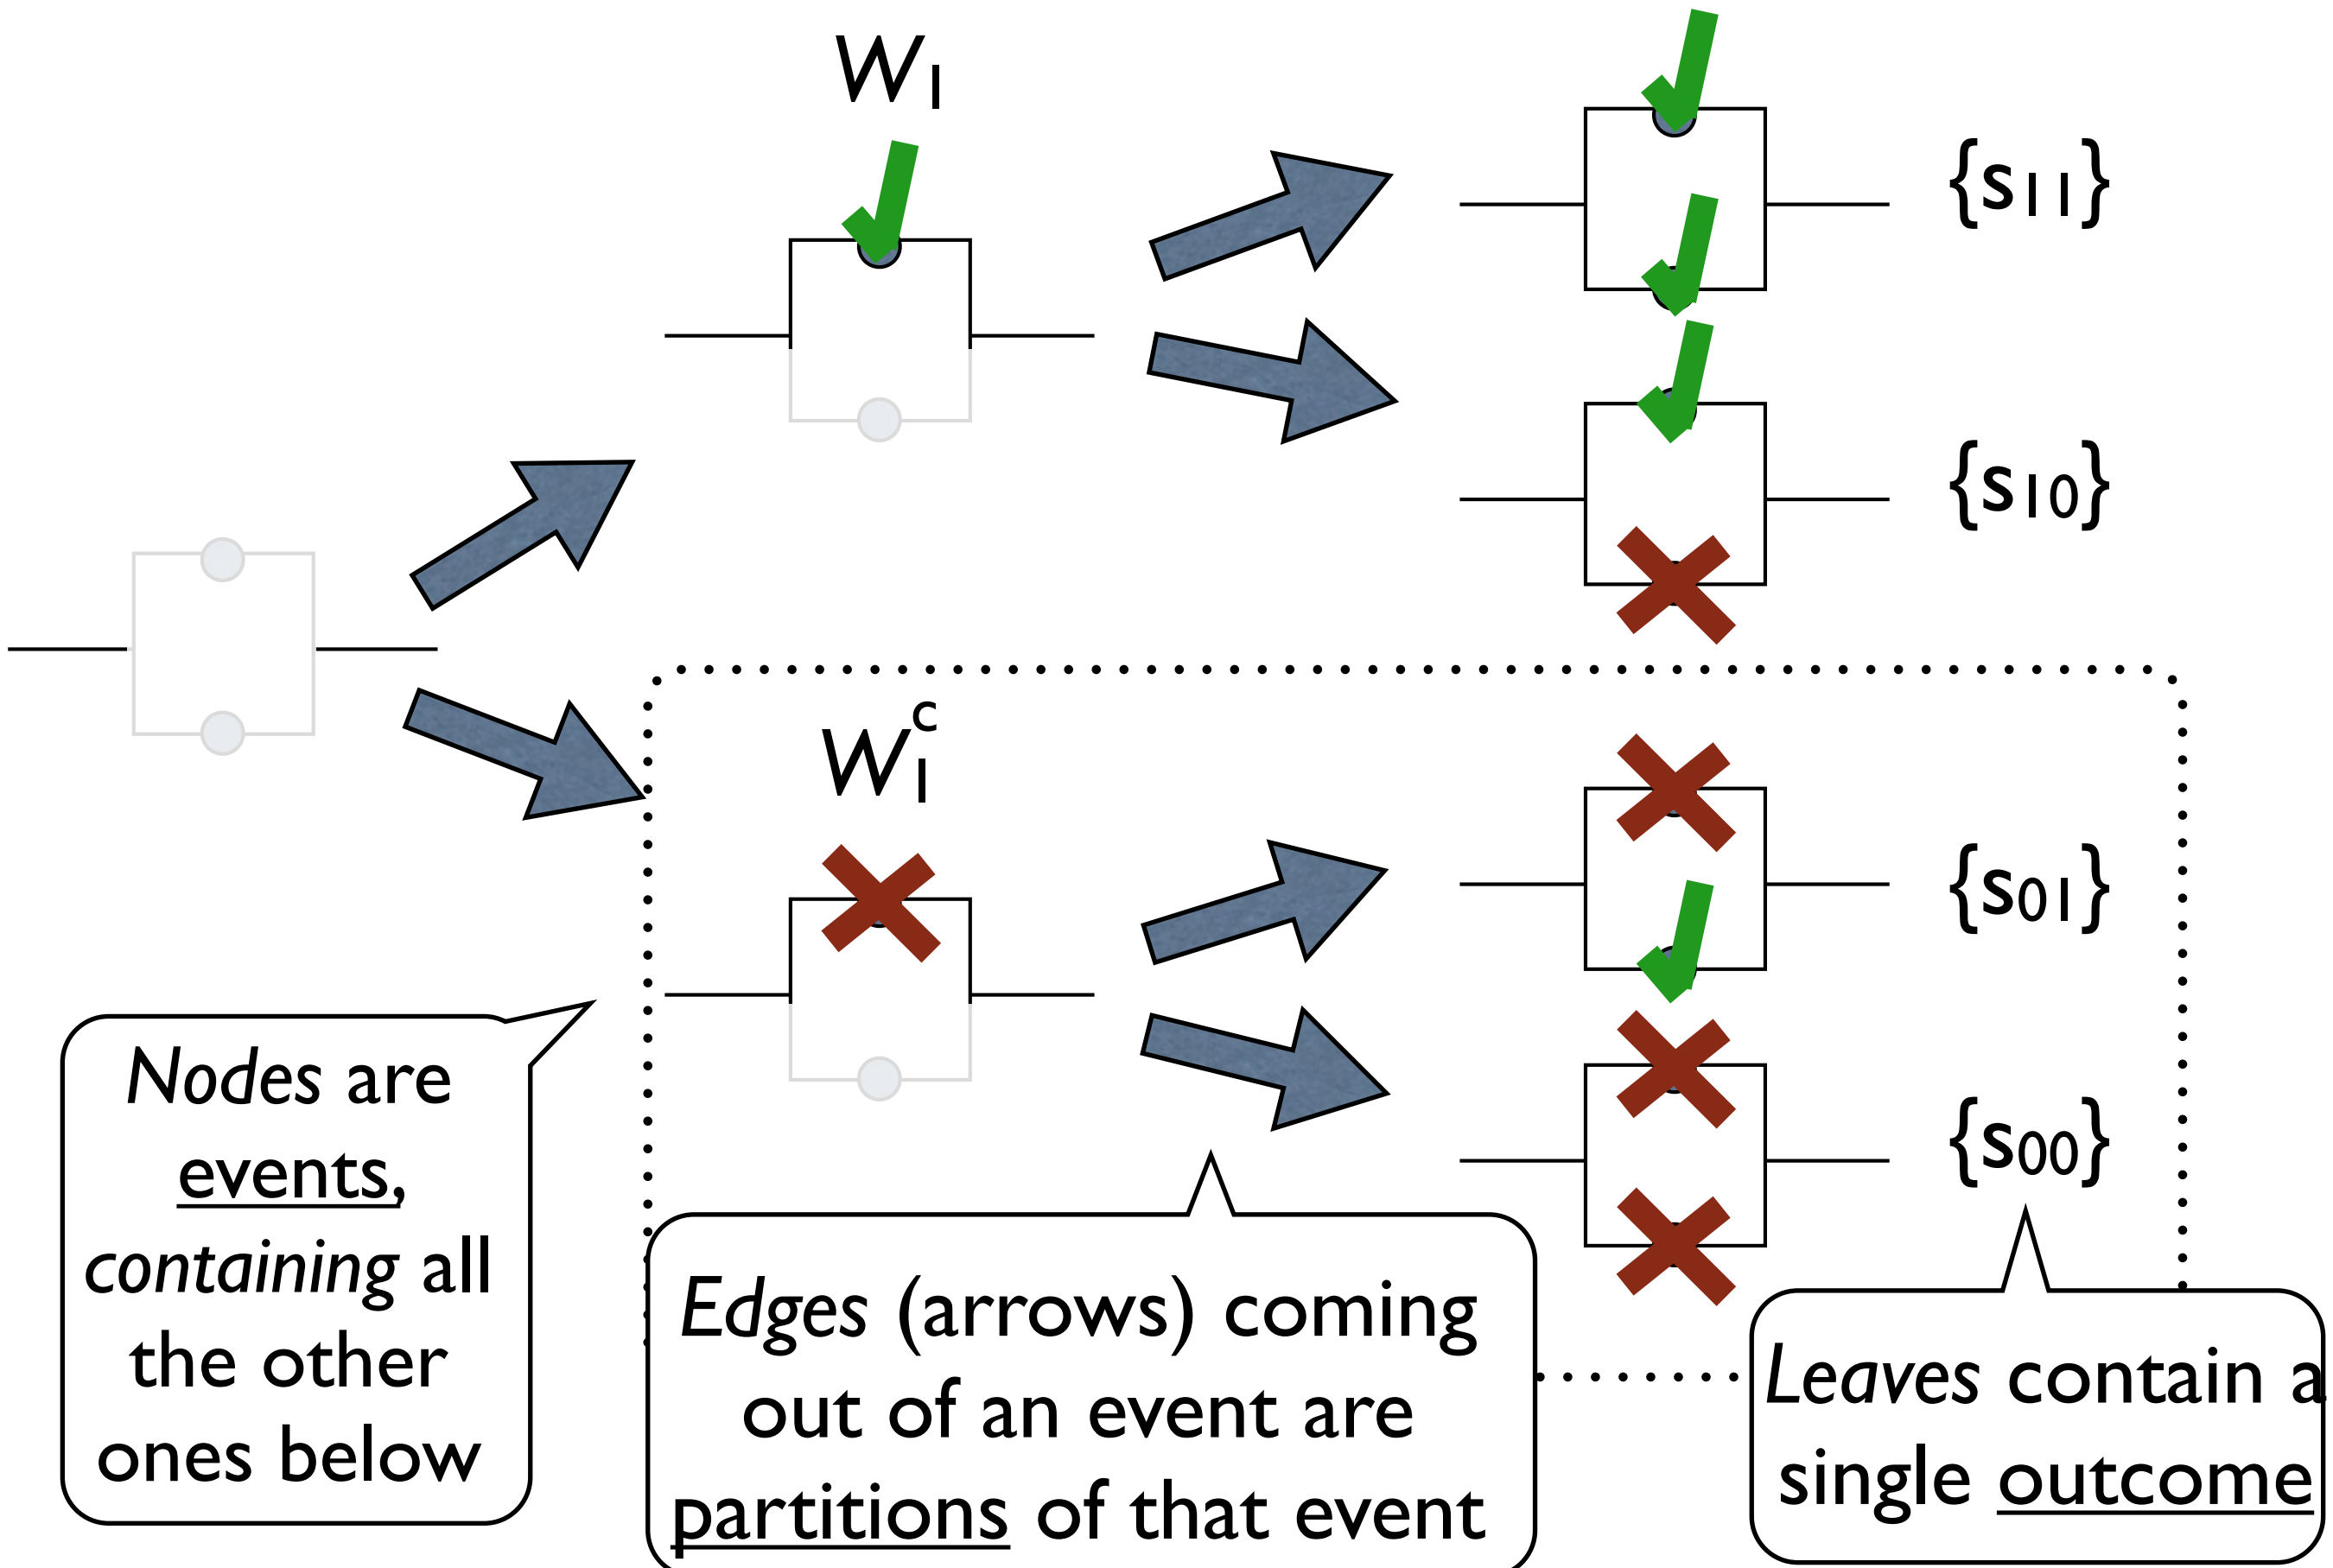 W₁
{s₁₁}
{s₁₀}
W₁ᶜ
{s₀₁}
{s₀₀}
Nodes are
events,
containing all
the other
ones below
Edges (arrows) coming
out of an event are
partitions of that event
Leaves contain a
single outcome